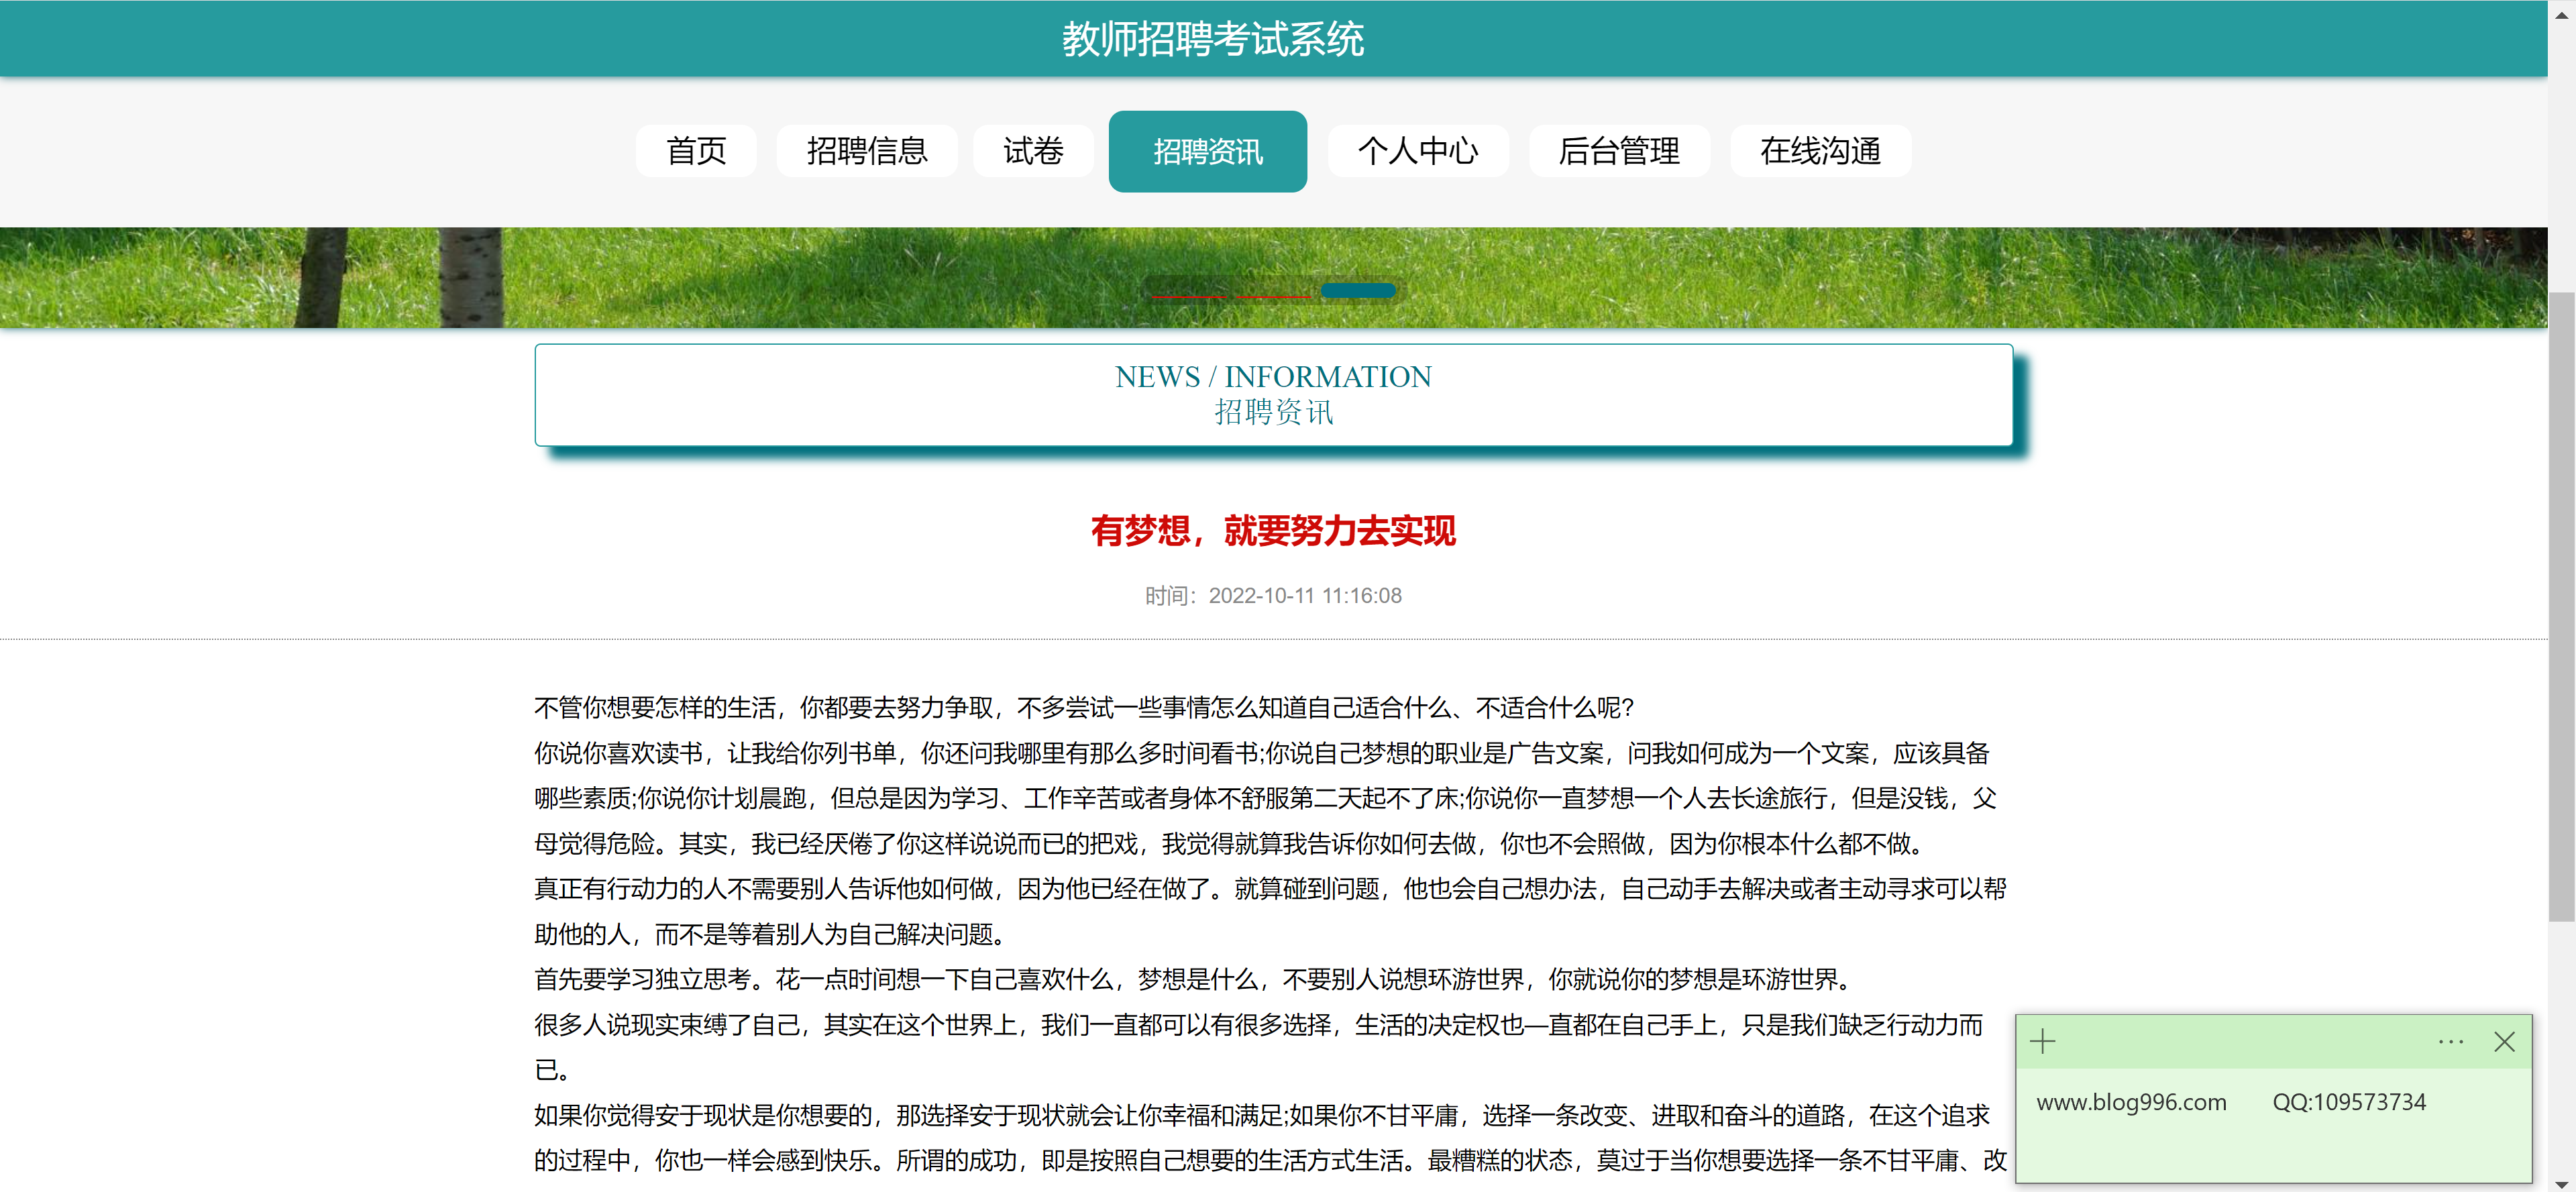 教师招聘考试系统
首页 招聘信息 试卷 招聘资讯 个人中心 后台管理 在线沟通
NEWS / INFORMATION
招聘资讯
有梦想，就要努力去实现
时间：2022-10-11 11:16:08
不管你想要怎样的生活，你都要去努力争取，不多尝试一些事情怎么知道自己适合什么、不适合什么呢?
你说你喜欢读书，让我给你列书单，你还问我哪里有那么多时间看书;你说自己梦想的职业是广告文案，问我如何成为一个文案，应该具备
哪些素质;你说你计划晨跑，但总是因为学习、工作辛苦或者身体不舒服第二天起不了床;你说你一直梦想一个人去长途旅行，但是没钱，父
母觉得危险。其实，我已经厌倦了你这样说说而已的把戏，我觉得就算我告诉你如何去做，你也不会照做，因为你根本什么都不做。
真正有行动力的人不需要别人告诉他如何做，因为他已经在做了。就算碰到问题，他也会自己想办法，自己动手去解决或者主动寻求可以帮
助他的人，而不是等着别人为自己解决问题。
首先要学习独立思考。花一点时间想一下自己喜欢什么，梦想是什么，不要别人说想环游世界，你就说你的梦想是环游世界。
很多人说现实束缚了自己，其实在这个世界上，我们一直都可以有很多选择，生活的决定权也—直都在自己手上，只是我们缺乏行动力而
已。
如果你觉得安于现状是你想要的，那选择安于现状就会让你幸福和满足;如果你不甘平庸，选择一条改变、进取和奋斗的道路，在这个追求
的过程中，你也一样会感到快乐。所谓的成功，即是按照自己想要的生活方式生活。最糟糕的状态，莫过于当你想要选择一条不甘平庸、改
www.blog996.com QQ:109573734